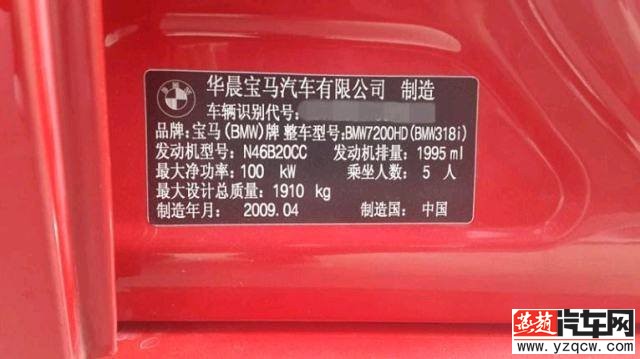 BMW
华晨宝马汽车有限公司 制造
车辆识别代号:
品牌: 宝马(BMW)牌 整车型号:BMW7200HD(BMW318i)
发动机型号: N46B20CC 发动机排量: 1995 ml
最大净功率: 100 kW 乘坐人数: 5 人
最大设计总质量: 1910 kg
制造年月: 2009.04 制造国: 中国
燕赵汽车网
www.yzqcw.com